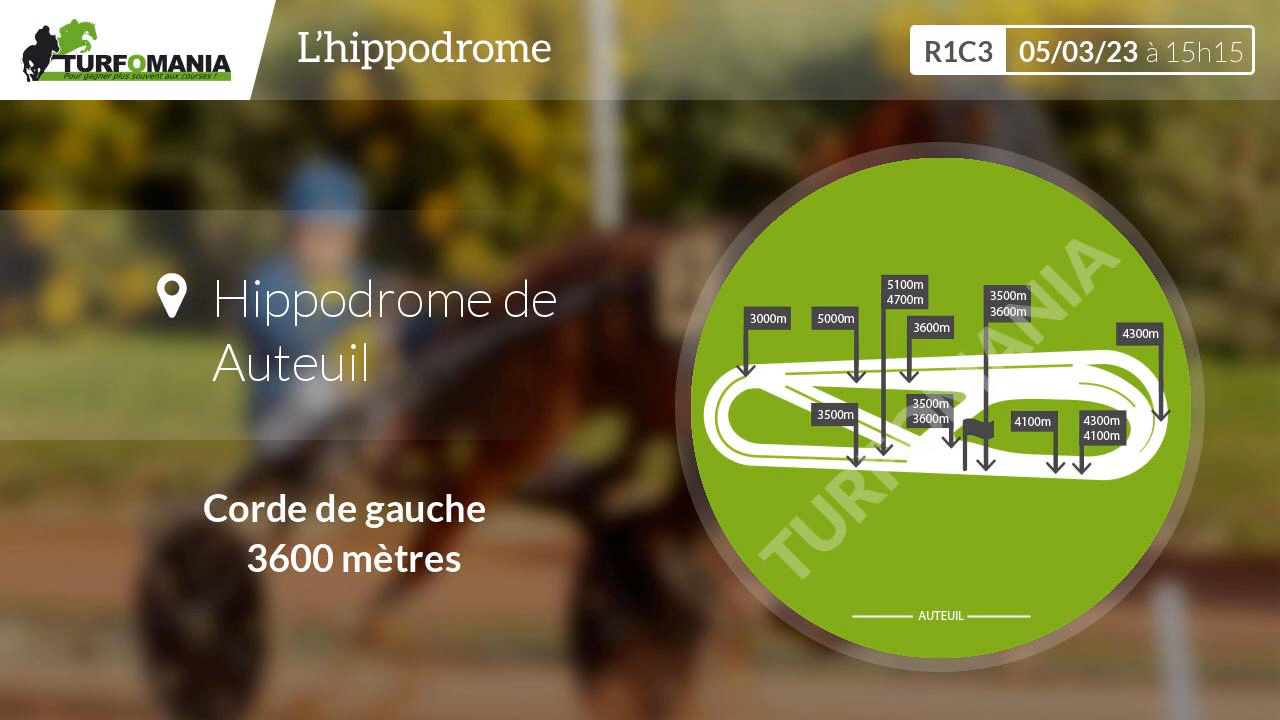 TURFOMANIA
Pour gagner plus souvent aux courses !
L'hippodrome
R1C3 05/03/23 à 15h15
Hippodrome de
Auteuil
Corde de gauche
3600 mètres
3000m
5000m
5100m
4700m
3600m
3500m
3600m
4300m
3500m
3500m
3600m
4100m
4300m
4100m
TURFOMANIA
AUTEUIL